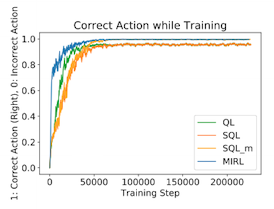 Correct Action while Training
1: Correct Action (Right), 0: Incorrect Action
1.0
0.8
0.6
0.4
0.2
0.0
0 50000 100000 150000 200000
Training Step
QL
SQL
SQL_m
MIRL